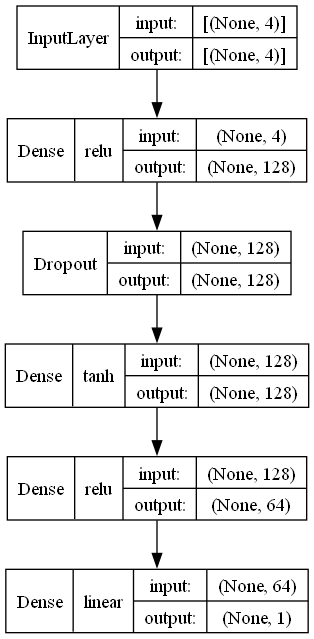 InputLayer input: [(None, 4)]
output: [(None, 4)]
Dense relu input: (None, 4)
output: (None, 128)
Dropout input: (None, 128)
output: (None, 128)
Dense tanh input: (None, 128)
output: (None, 128)
Dense relu input: (None, 128)
output: (None, 64)
Dense linear input: (None, 64)
output: (None, 1)